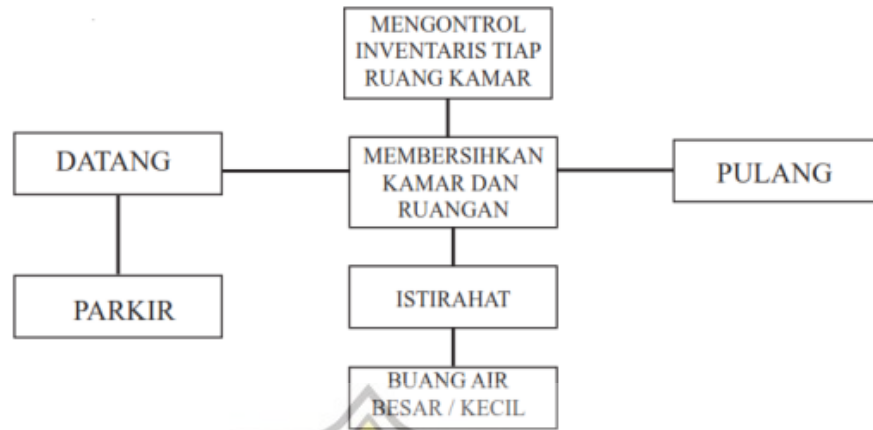 MENGONTROL
INVENTARIS TIAP
RUANG KAMAR
DATANG
MEMBERSIHKAN
KAMAR DAN
RUANGAN
PULANG
PARKIR
ISTIRAHAT
BUANG AIR
BESAR / KECIL